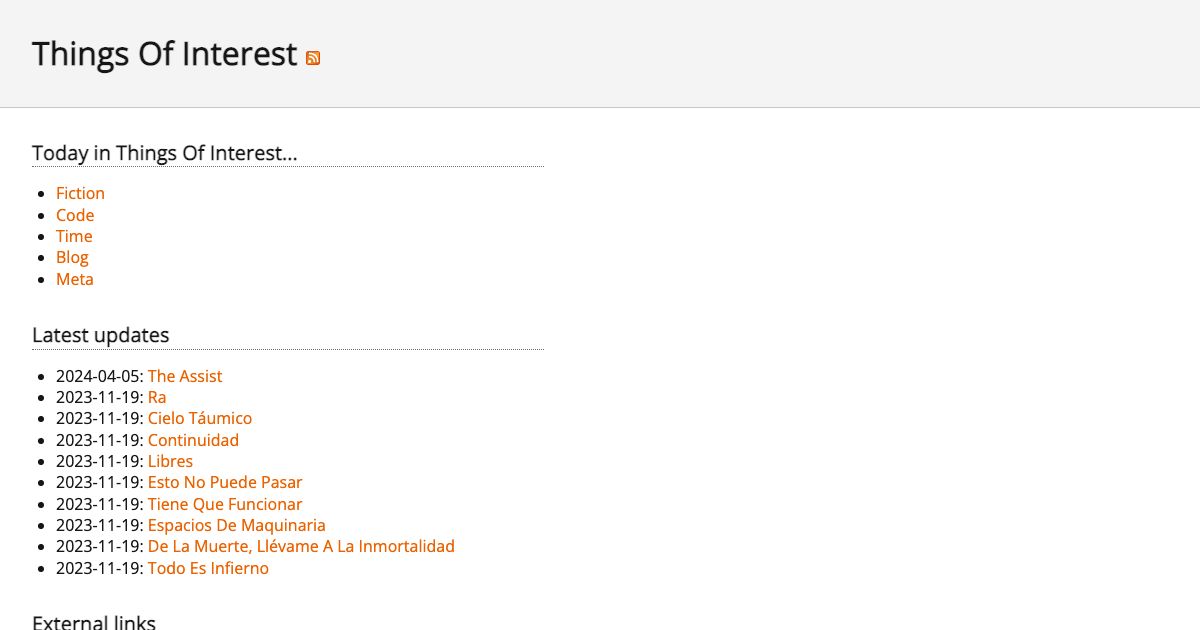 Things Of Interest
Today in Things Of Interest...
Fiction
Code
Time
Blog
Meta
Latest updates
2024-04-05: The Assist
2023-11-19: Ra
2023-11-19: Cielo Táumico
2023-11-19: Continuidad
2023-11-19: Libres
2023-11-19: Esto No Puede Pasar
2023-11-19: Tiene Que Funcionar
2023-11-19: Espacios De Maquinaria
2023-11-19: De La Muerte, Llévame A La Inmortalidad
2023-11-19: Todo Es Infierno
External links